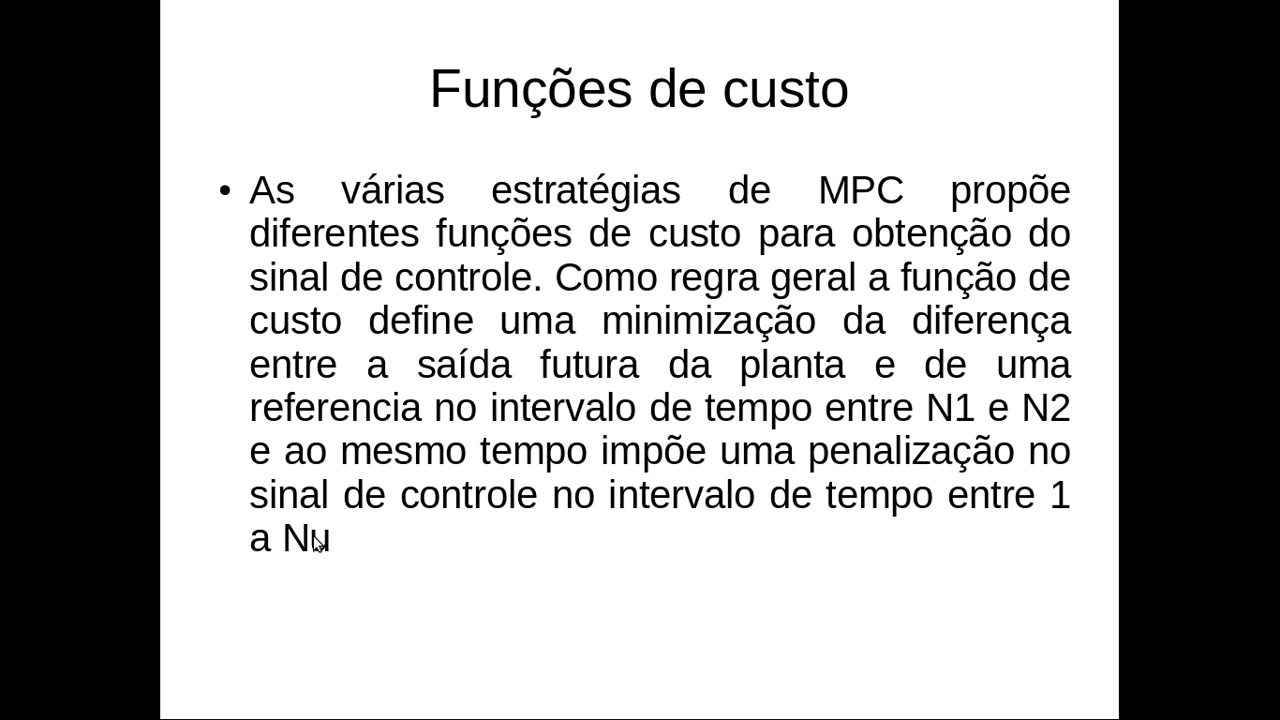 Funções de custo
• As várias estratégias de MPC propõe
diferentes funções de custo para obtenção do
sinal de controle. Como regra geral a função de
custo define uma minimização da diferença
entre a saída futura da planta e de uma
referencia no intervalo de tempo entre N1 e N2
e ao mesmo tempo impõe uma penalização no
sinal de controle no intervalo de tempo entre 1
a Nu